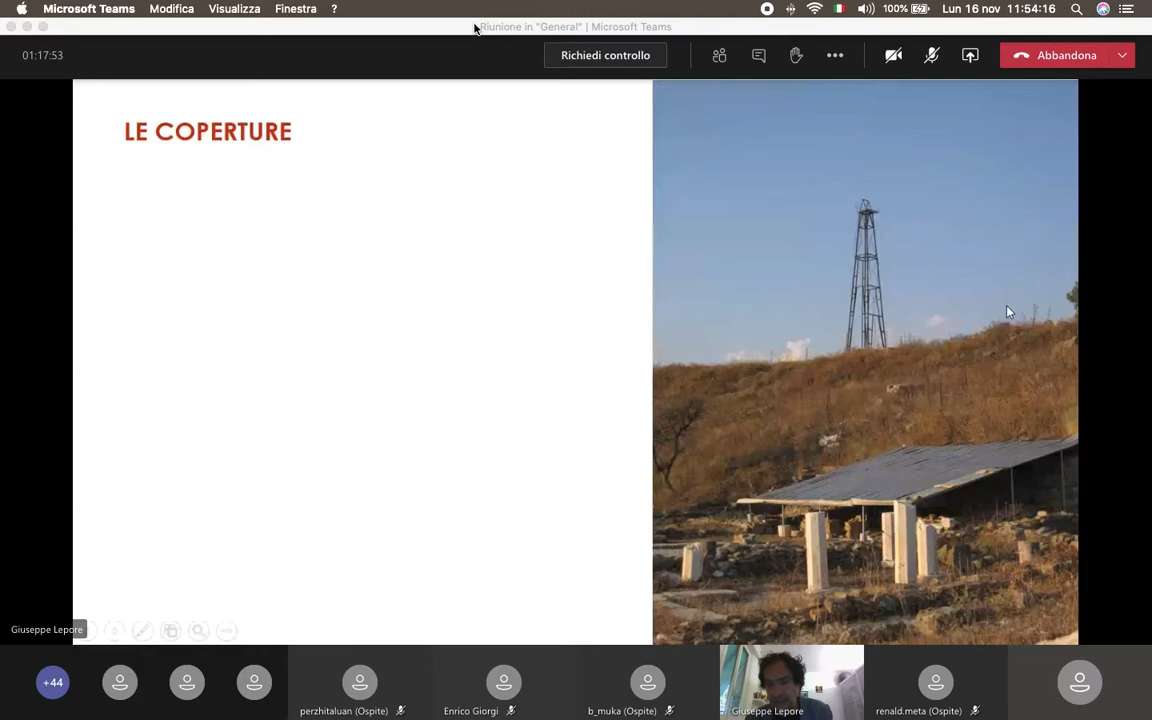 Microsoft Teams Modifica Visualizza Finestra ? 100% Lun 16 nov 11:54:16
Riunione in "General" | Microsoft Teams
01:17:53 Richiedi controllo Abbandona
LE COPERTURE
Giuseppe Lepore
+44 perzhitaluan (Ospite) Enrico Giorgi b_muka (Ospite) Giuseppe Lepore renald.meta (Ospite)